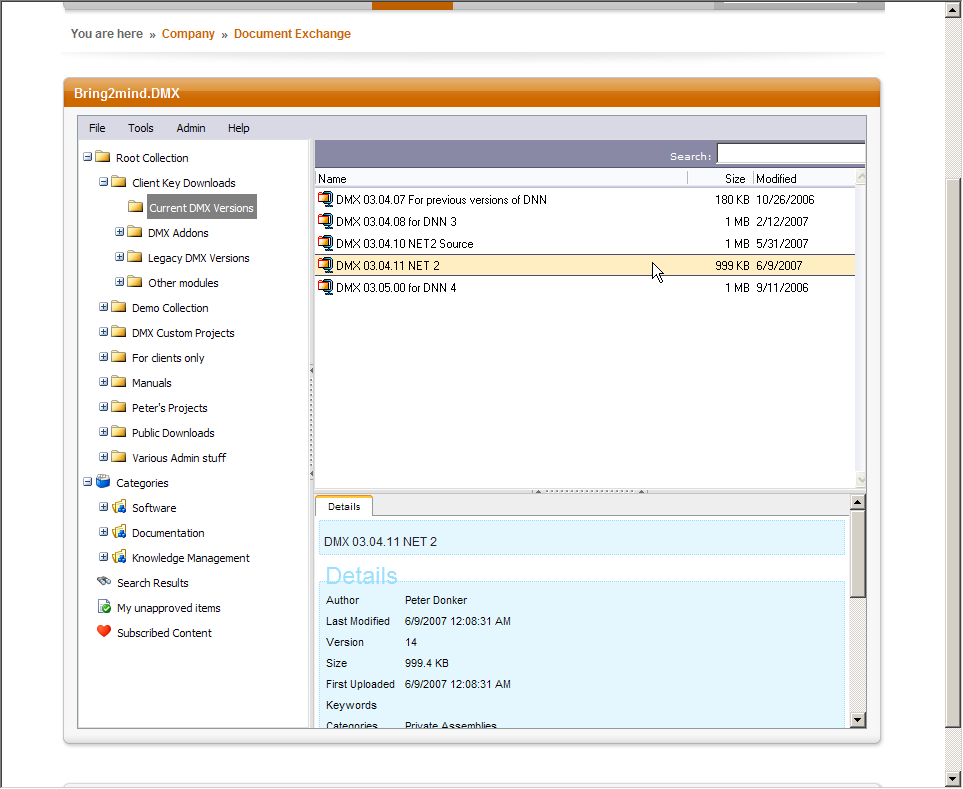 You are here » Company » Document Exchange
Bring2mind.DMX
File Tools Admin Help
Root Collection
Client Key Downloads
Current DMX Versions
DMX Addons
Legacy DMX Versions
Other modules
Demo Collection
DMX Custom Projects
For clients only
Manuals
Peter's Projects
Public Downloads
Various Admin stuff
Categories
Software
Documentation
Knowledge Management
Search Results
My unapproved items
Subscribed Content
Search:
Name Size Modified
DMX 03.04.07 For previous versions of DNN 180 KB 10/26/2006
DMX 03.04.08 for DNN 3 1 MB 2/12/2007
DMX 03.04.10 NET2 Source 1 MB 5/31/2007
DMX 03.04.11 NET 2 999 KB 6/9/2007
DMX 03.05.00 for DNN 4 1 MB 9/11/2006
Details
DMX 03.04.11 NET 2
Details
Author Peter Donker
Last Modified 6/9/2007 12:08:31 AM
Version 14
Size 999.4 KB
First Uploaded 6/9/2007 12:08:31 AM
Keywords
Categories Private Assemblies